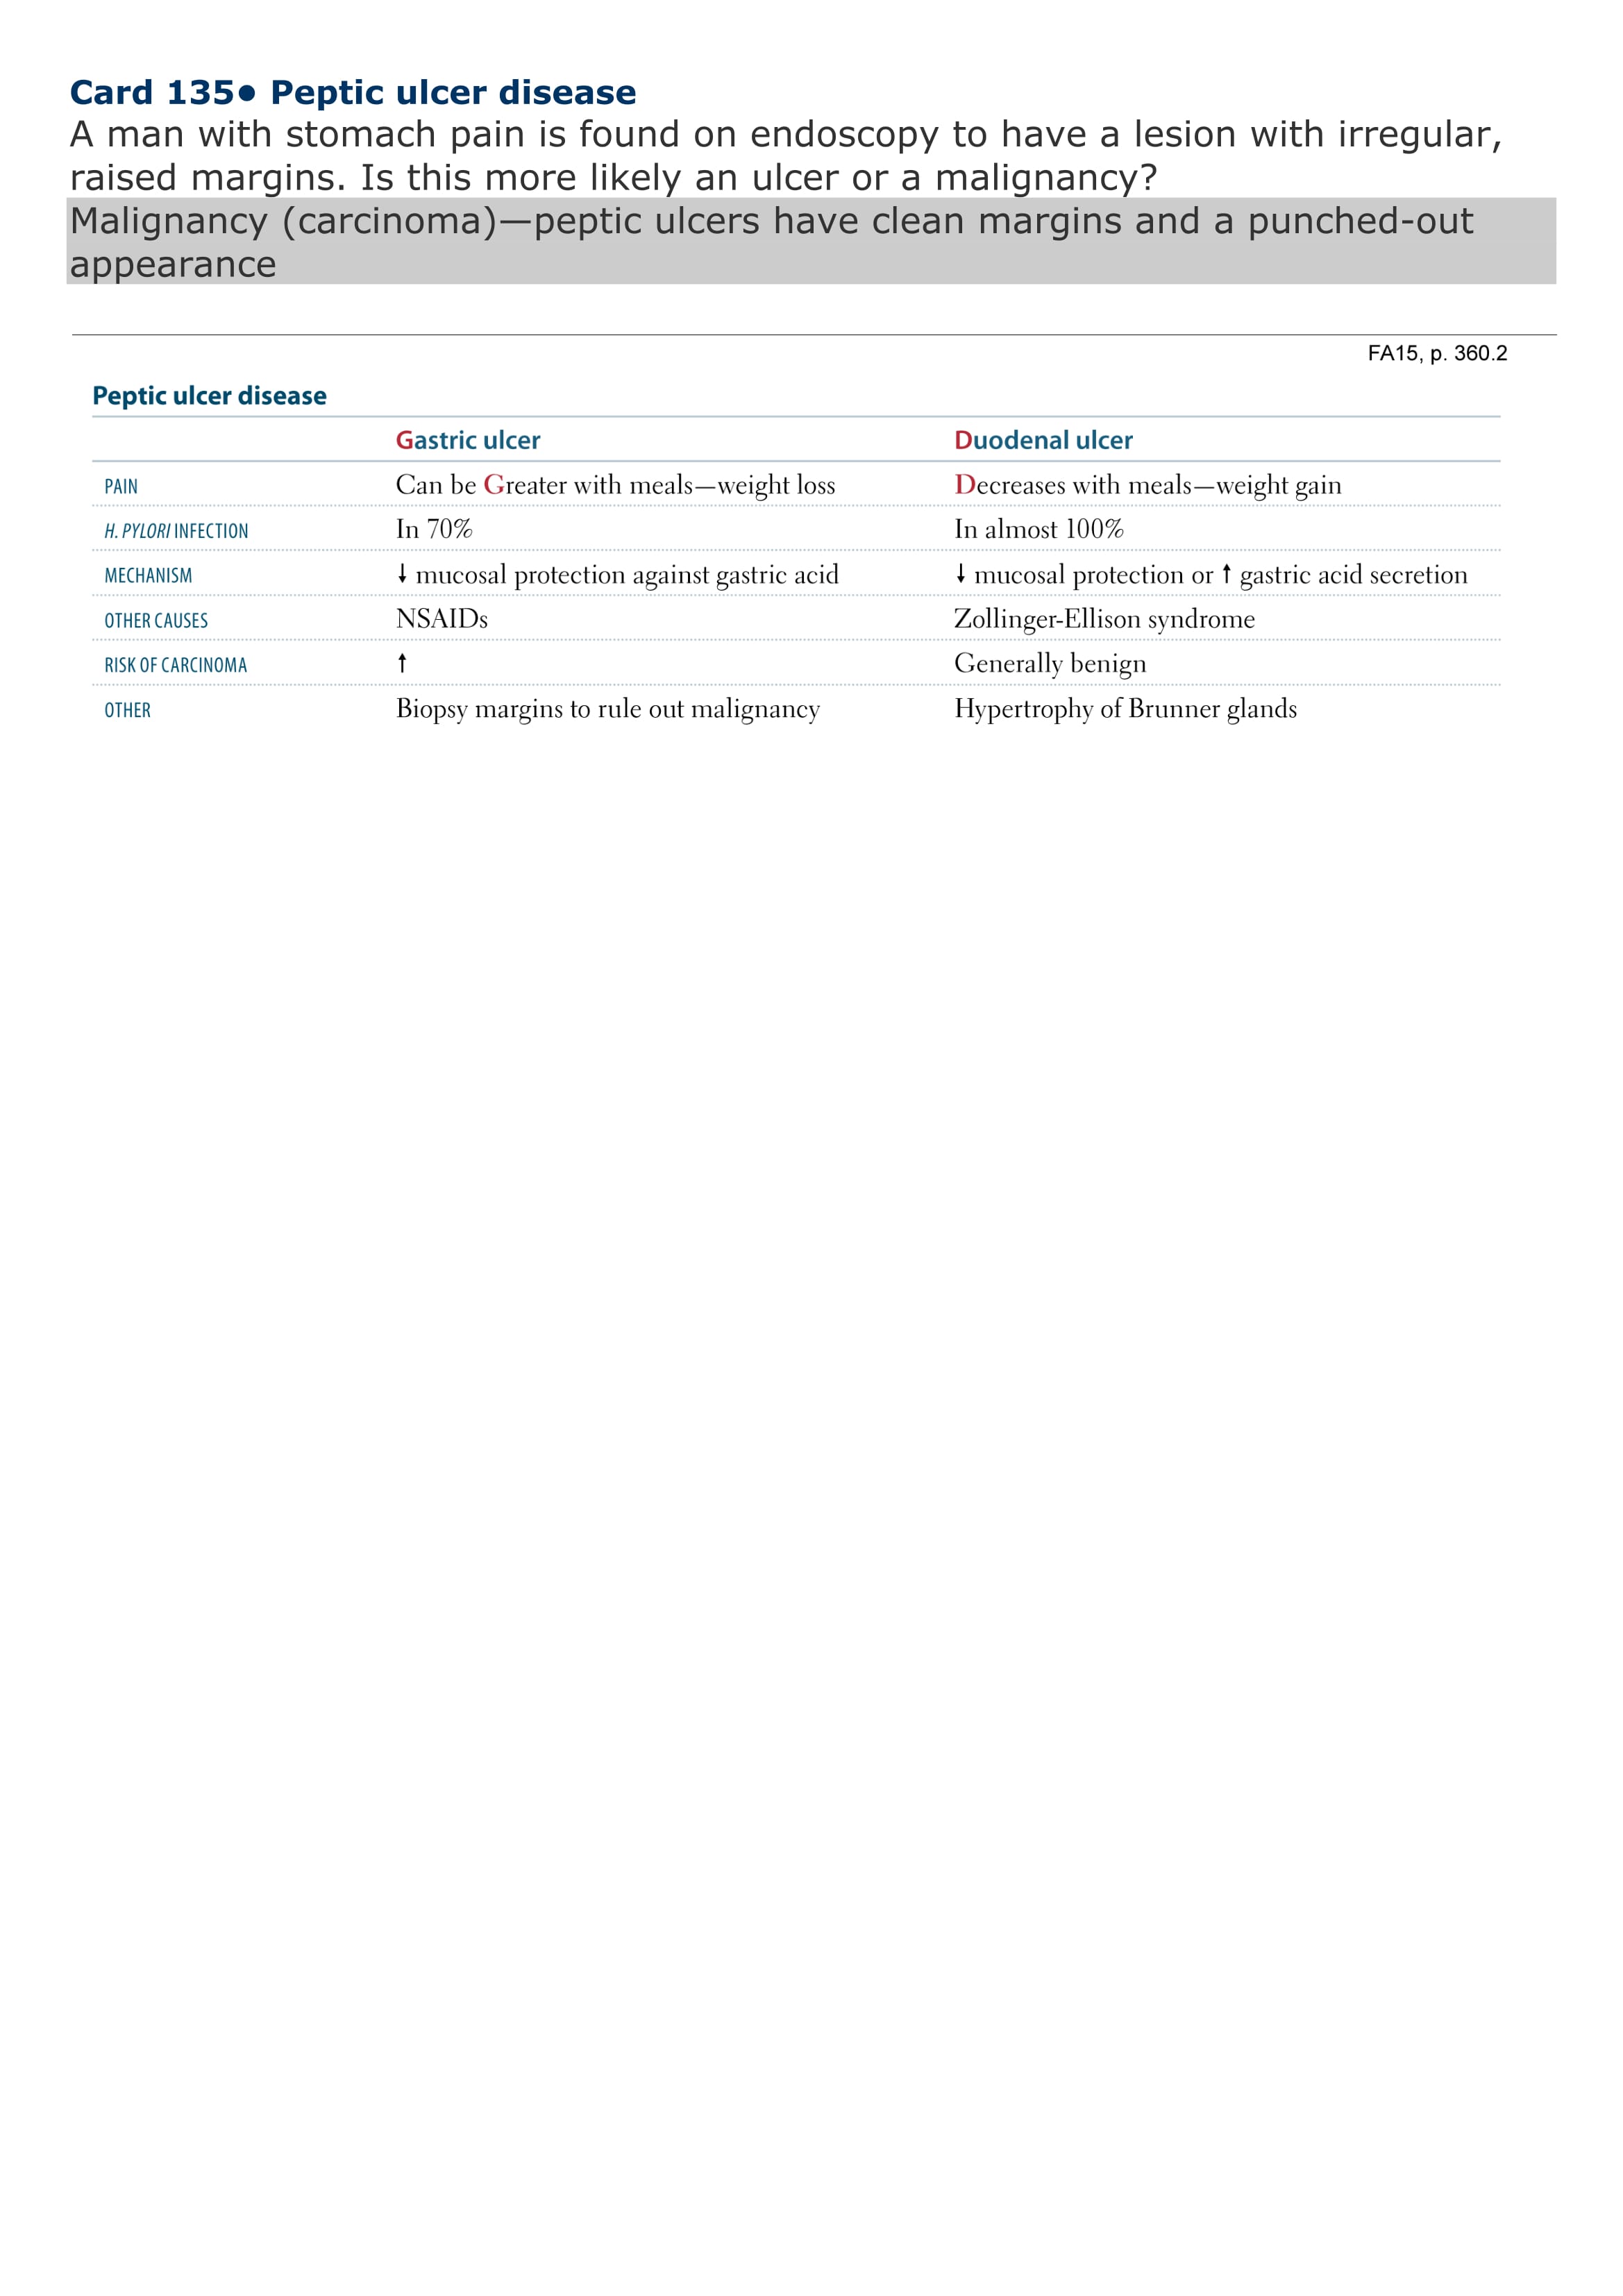 Card 135● Peptic ulcer disease
A man with stomach pain is found on endoscopy to have a lesion with irregular,
raised margins. Is this more likely an ulcer or a malignancy?
Malignancy (carcinoma)—peptic ulcers have clean margins and a punched-out
appearance
FA15, p. 360.2
Peptic ulcer disease
Gastric ulcer Duodenal ulcer
PAIN Can be Greater with meals—weight loss Decreases with meals—weight gain
H. PYLORI INFECTION In 70% In almost 100%
MECHANISM ↓ mucosal protection against gastric acid ↓ mucosal protection or ↑ gastric acid secretion
OTHER CAUSES NSAIDs Zollinger-Ellison syndrome
RISK OF CARCINOMA ↑ Generally benign
OTHER Biopsy margins to rule out malignancy Hypertrophy of Brunner glands